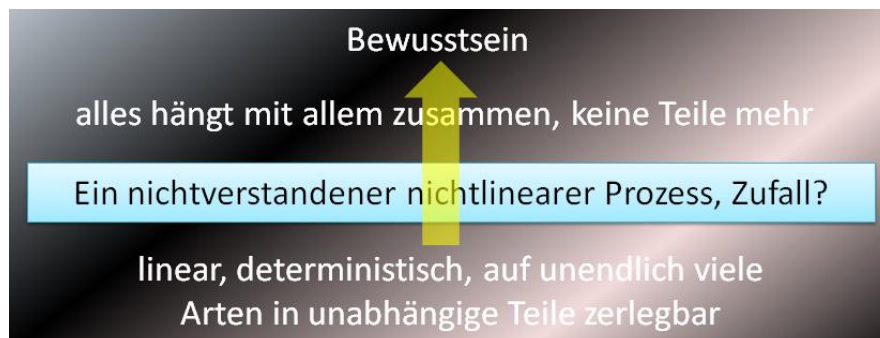 Bewusstsein
alles hängt mit allem zusammen, keine Teile mehr
Ein nichtverstandener nichtlinearer Prozess, Zufall?
linear, deterministisch, auf unendlich viele
Arten in unabhängige Teile zerlegbar